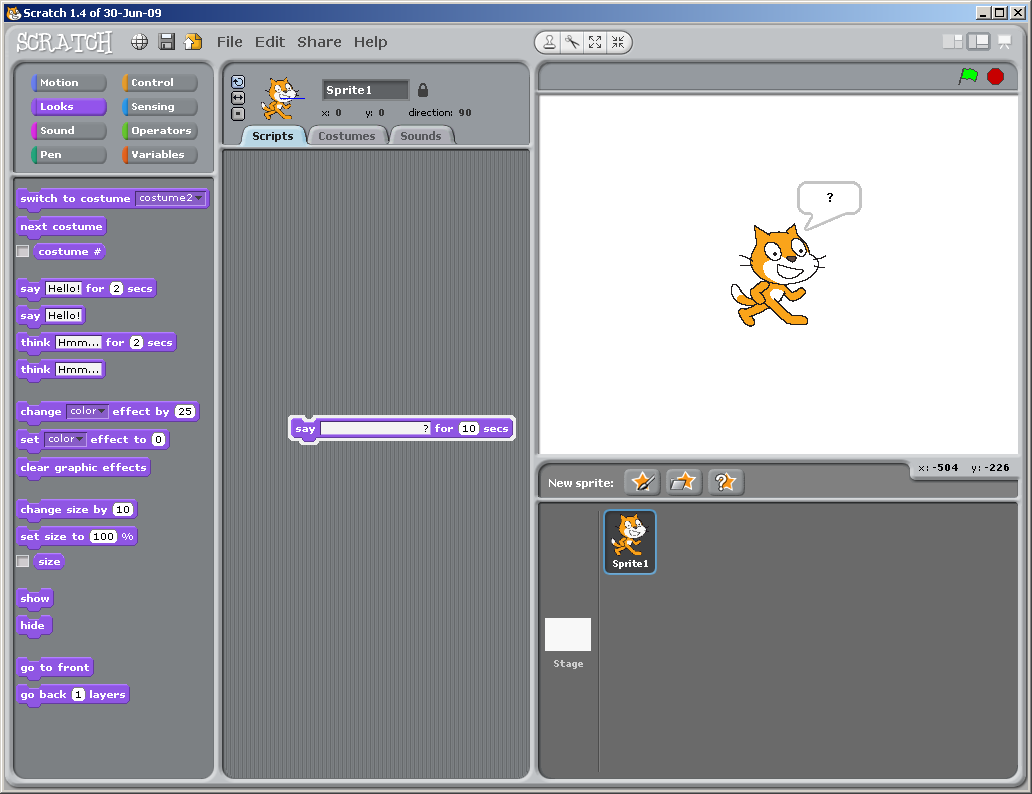 Scratch 1.4 of 30-Jun-09
SCRATCH File Edit Share Help
Motion Control
Looks Sensing
Sound Operators
Pen Variables
switch to costume costume2
next costume
costume #
say Hello! for 2 secs
say Hello!
think Hmm... for 2 secs
think Hmm...
change color effect by 25
set color effect to 0
clear graphic effects
change size by 10
set size to 100 %
size
show
hide
go to front
go back 1 layers
Sprite1
x: 0 y: 0 direction: 90
Scripts Costumes Sounds
say ? for 10 secs
?
x: -504 y: -226
New sprite: ?
Sprite1
Stage